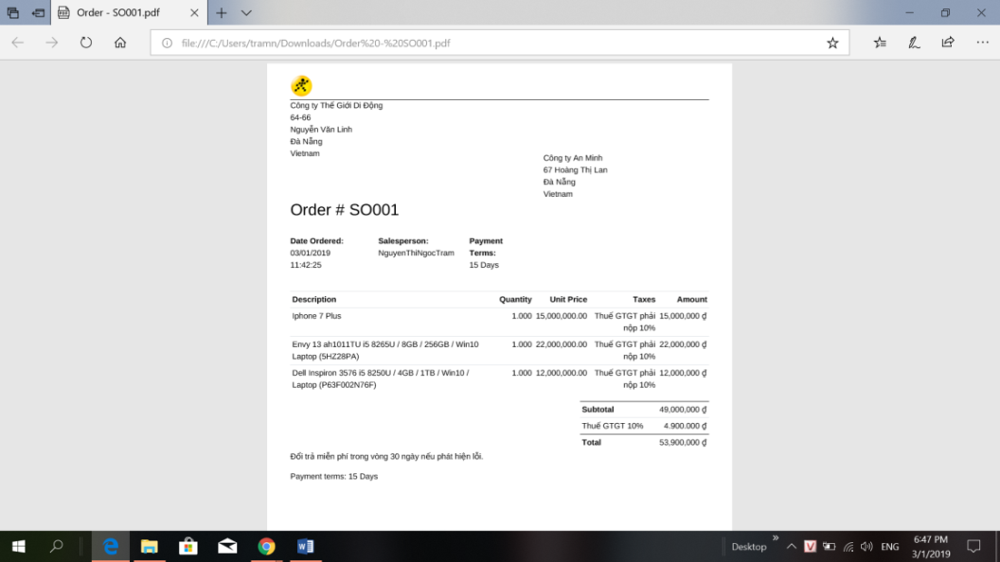 Order - SO001.pdf
file:///C:/Users/tramn/Downloads/Order%20-%20SO001.pdf
Công ty Thế Giới Di Động
64-66
Nguyễn Văn Linh
Đà Nẵng
Vietnam
Công ty An Minh
67 Hoàng Thị Lan
Đà Nẵng
Vietnam
Order # SO001
Date Ordered: Salesperson: Payment
03/01/2019 NguyenThiNgocTram Terms:
11:42:25 15 Days
Description Quantity Unit Price Taxes Amount
Iphone 7 Plus 1.000 15,000,000.00 Thuế GTGT phải 15,000,000 ₫
nộp 10%
Envy 13 ah1011TU i5 8265U / 8GB / 256GB / Win10 1.000 22,000,000.00 Thuế GTGT phải 22,000,000 ₫
Laptop (5HZ28PA) nộp 10%
Dell Inspiron 3576 i5 8250U / 4GB / 1TB / Win10 / 1.000 12,000,000.00 Thuế GTGT phải 12,000,000 ₫
Laptop (P63F002N76F) nộp 10%
Subtotal 49,000,000 ₫
Thuế GTGT 10% 4.900.000 ₫
Total 53,900,000 ₫
Đổi trả miễn phí trong vòng 30 ngày nếu phát hiện lỗi.
Payment terms: 15 Days
Desktop ENG 6:47 PM
3/1/2019